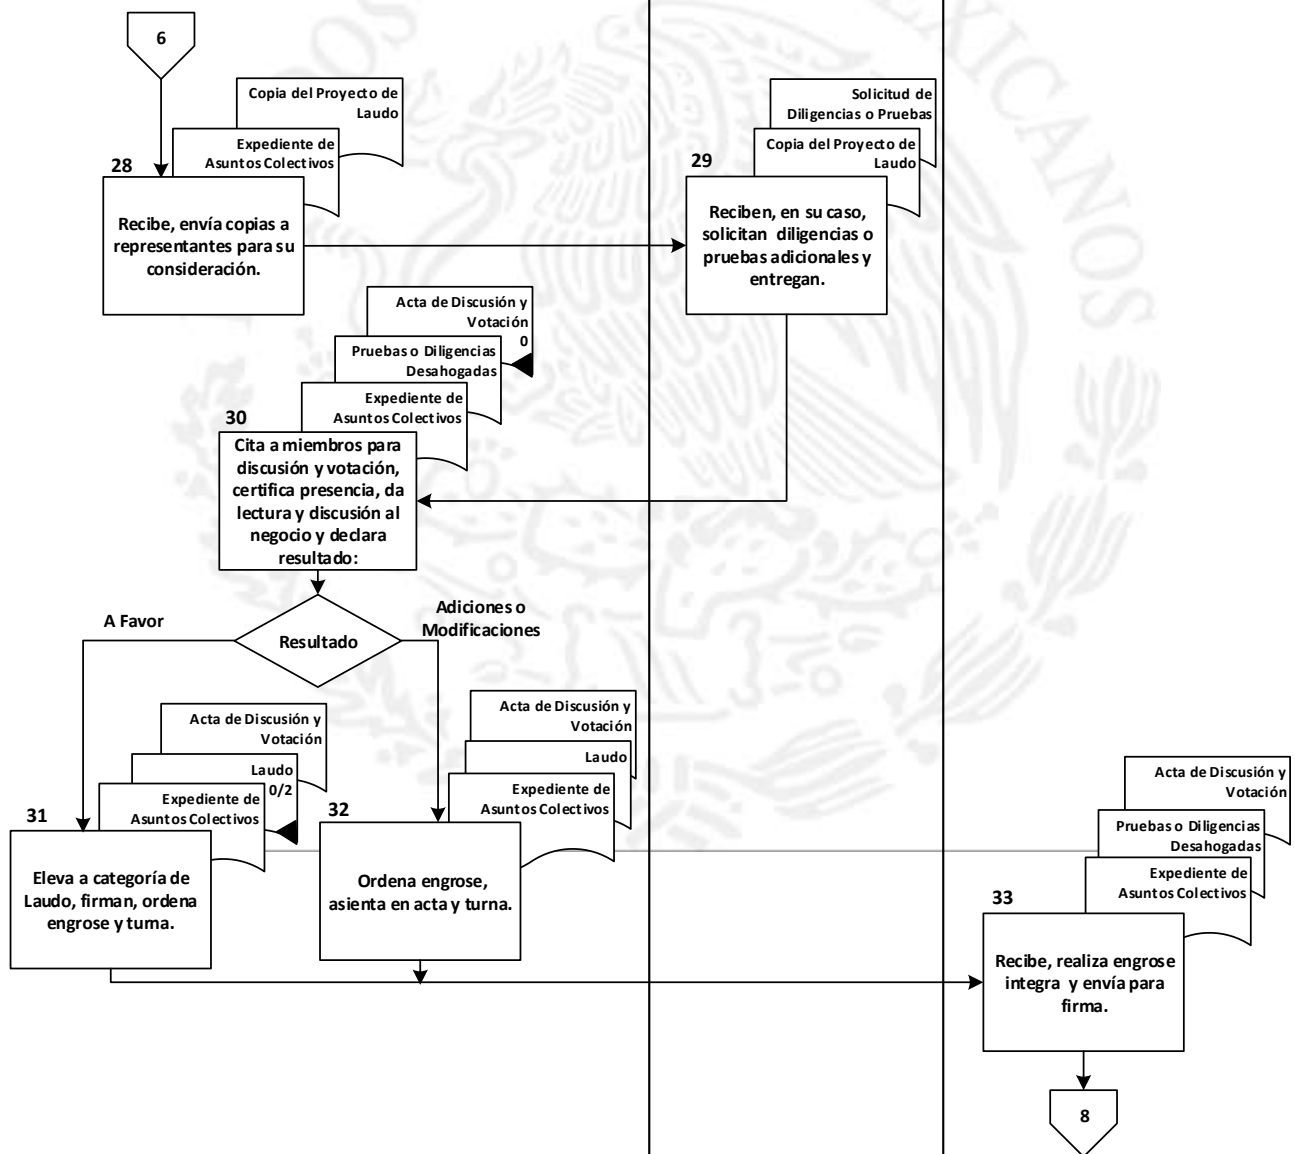 6
Copia del Proyecto de
Laudo
Expediente de
Asuntos Colectivos
28
Recibe, envía copias a
representantes para su
consideración.
Solicitud de
Diligencias o Pruebas
Copia del Proyecto de
Laudo
29
Reciben, en su caso,
solicitan diligencias o
pruebas adicionales y
entregan.
Acta de Discusión y
Votación
0
Pruebas o Diligencias
Desahogadas
Expediente de
Asuntos Colectivos
30
Cita a miembros para
discusión y votación,
certifica presencia, da
lectura y discusión al
negocio y declara
resultado:
Resultado
A Favor
Adiciones o
Modificaciones
Acta de Discusión y
Votación
Laudo
0/2
Expediente de
Asuntos Colectivos
31
Eleva a categoría de
Laudo, firman, ordena
engrose y turna.
Acta de Discusión y
Votación
Laudo
Expediente de
Asuntos Colectivos
32
Ordena engrose,
asienta en acta y turna.
Acta de Discusión y
Votación
Pruebas o Diligencias
Desahogadas
Expediente de
Asuntos Colectivos
33
Recibe, realiza engrose
integra y envía para
firma.
8